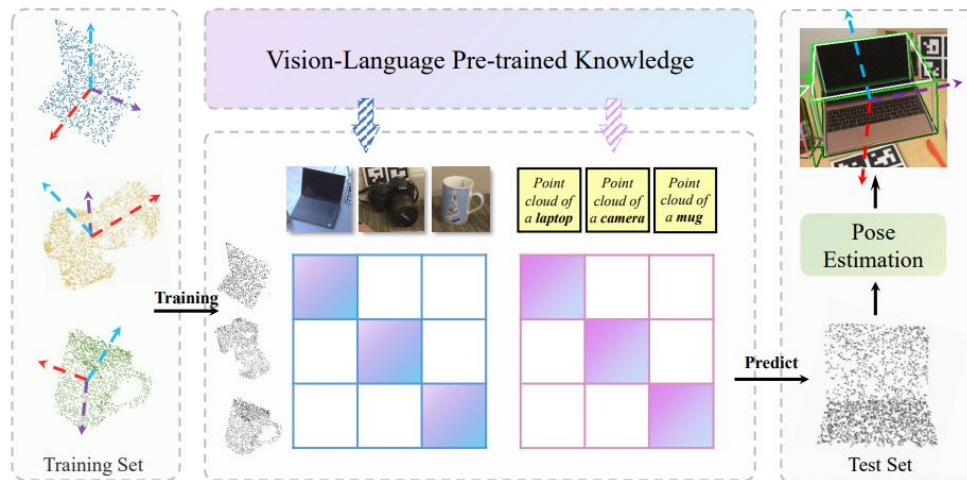 Vision-Language Pre-trained Knowledge
Point
cloud of
a laptop
Point
cloud of
a camera
Point
cloud of
a mug
Training
Training Set
Predict
Pose
Estimation
Test Set